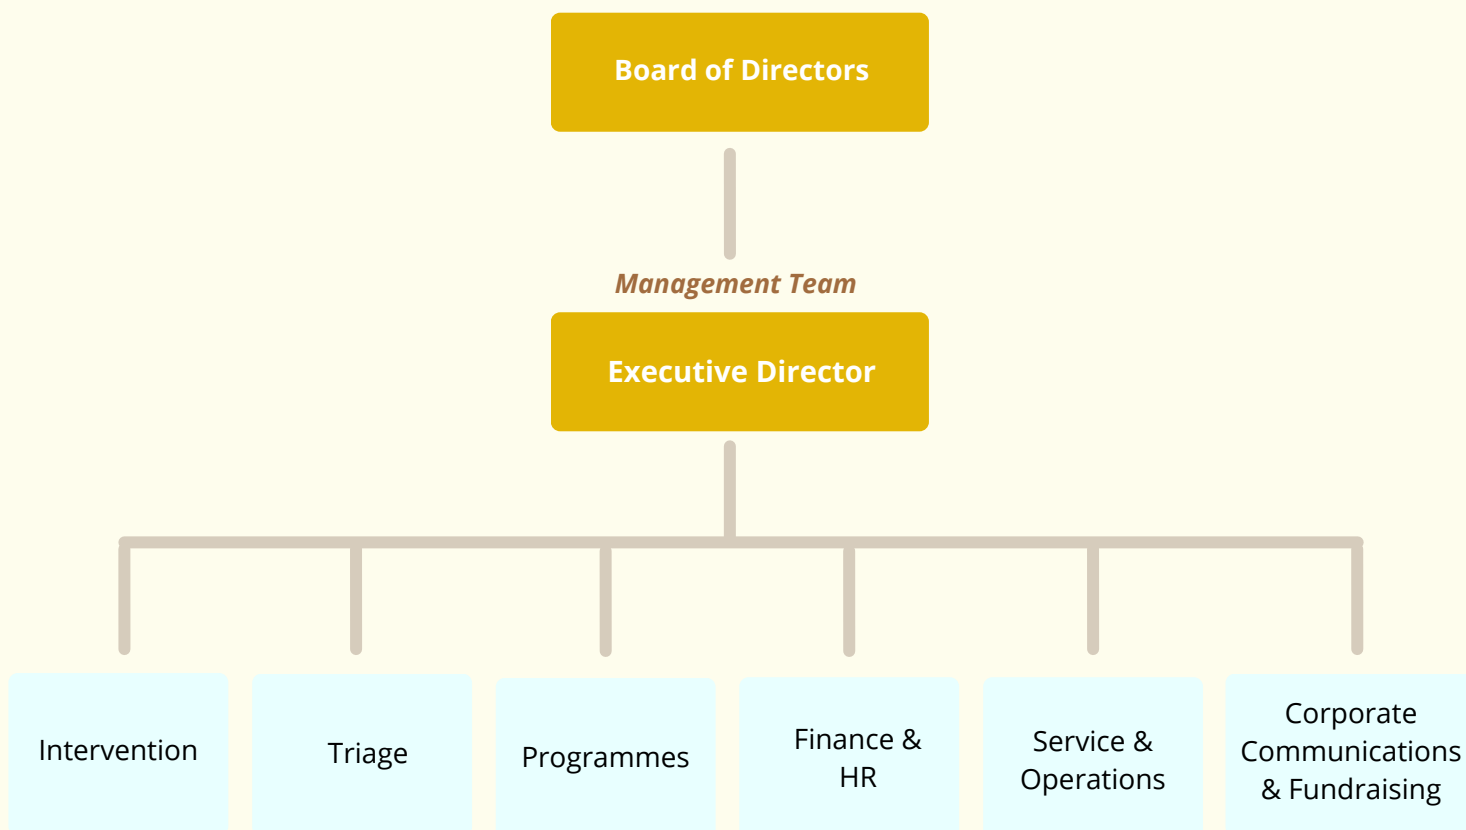 Board of Directors
Management Team
Executive Director
Intervention
Triage
Programmes
Finance &
HR
Service &
Operations
Corporate
Communications
& Fundraising